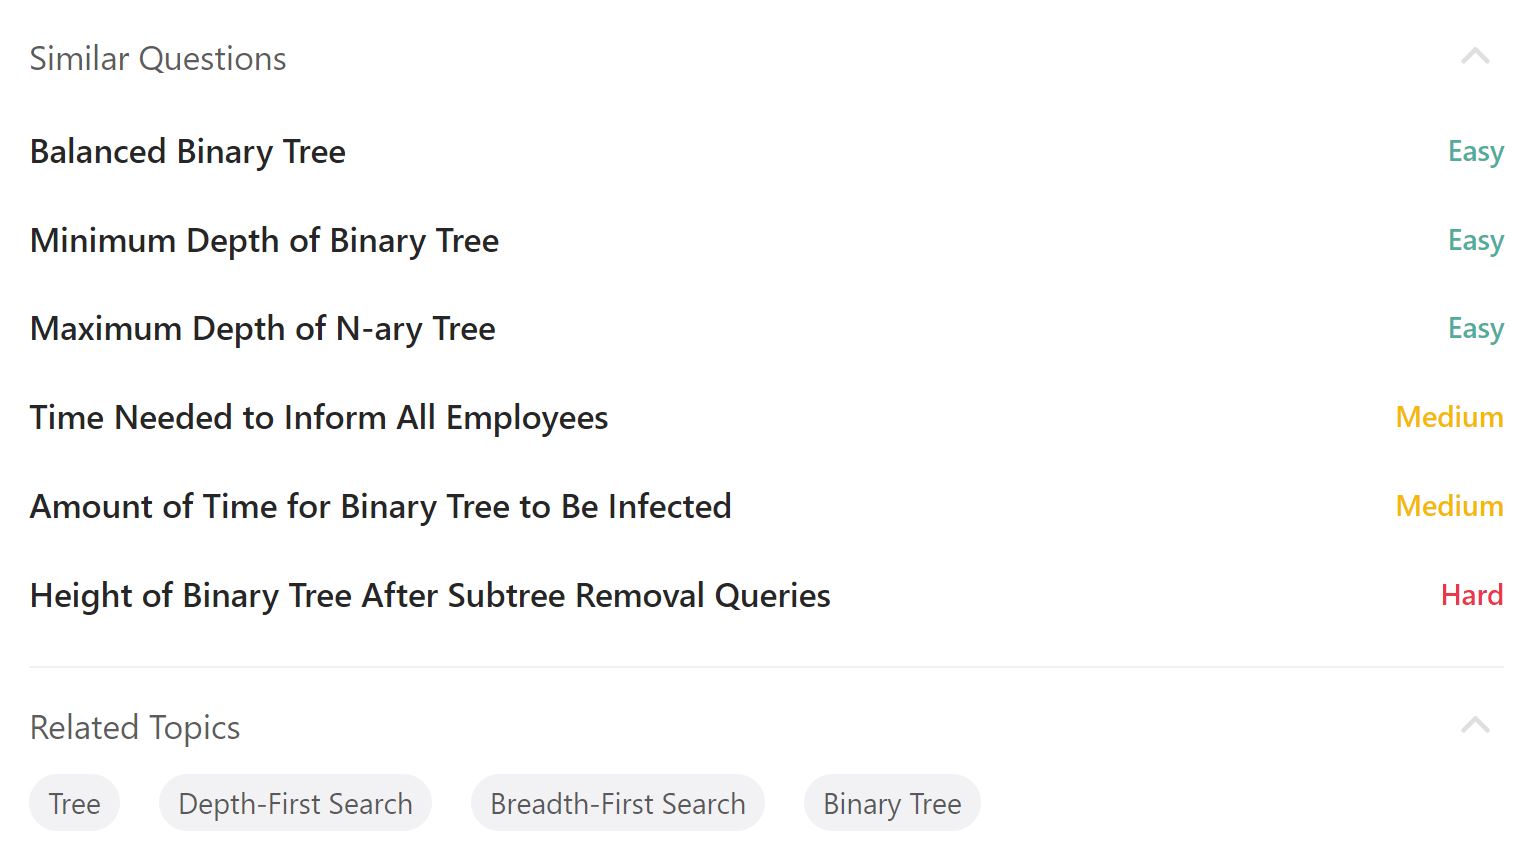 Similar Questions
Balanced Binary Tree Easy
Minimum Depth of Binary Tree Easy
Maximum Depth of N-ary Tree Easy
Time Needed to Inform All Employees Medium
Amount of Time for Binary Tree to Be Infected Medium
Height of Binary Tree After Subtree Removal Queries Hard
Related Topics
Tree Depth-First Search Breadth-First Search Binary Tree